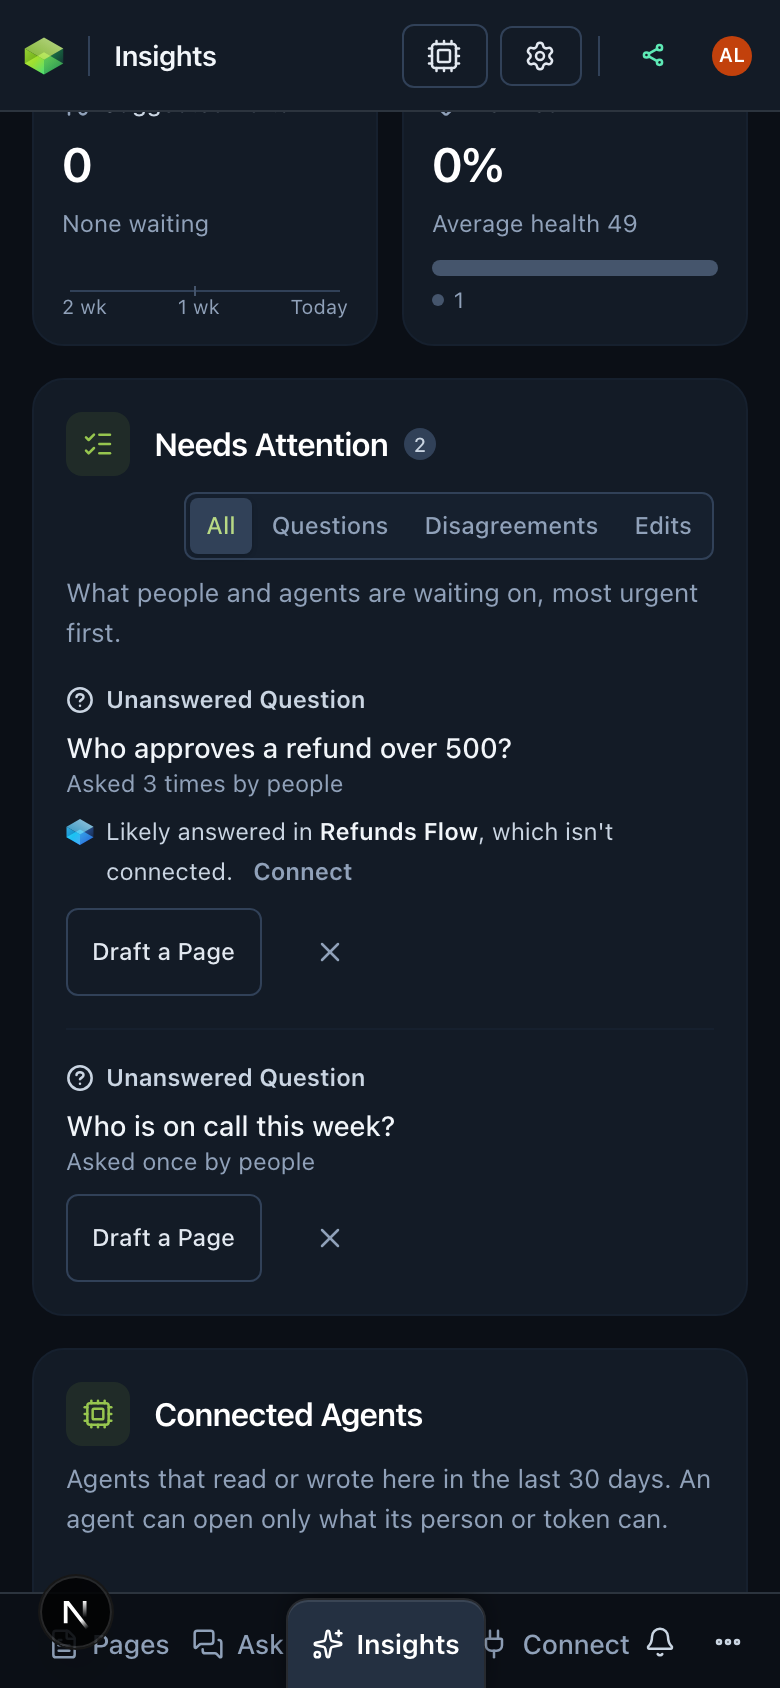 Insights
AL
0
None waiting
2 wk
1 wk
Today
0%
Average health 49
1
Needs Attention
2
All
Questions
Disagreements
Edits
What people and agents are waiting on, most urgent
first.
Unanswered Question
Who approves a refund over 500?
Asked 3 times by people
Likely answered in Refunds Flow, which isn't
connected. Connect
Draft a Page
Unanswered Question
Who is on call this week?
Asked once by people
Draft a Page
Connected Agents
Agents that read or wrote here in the last 30 days. An
agent can open only what its person or token can.
N
Pages
Ask
Insights
Connect